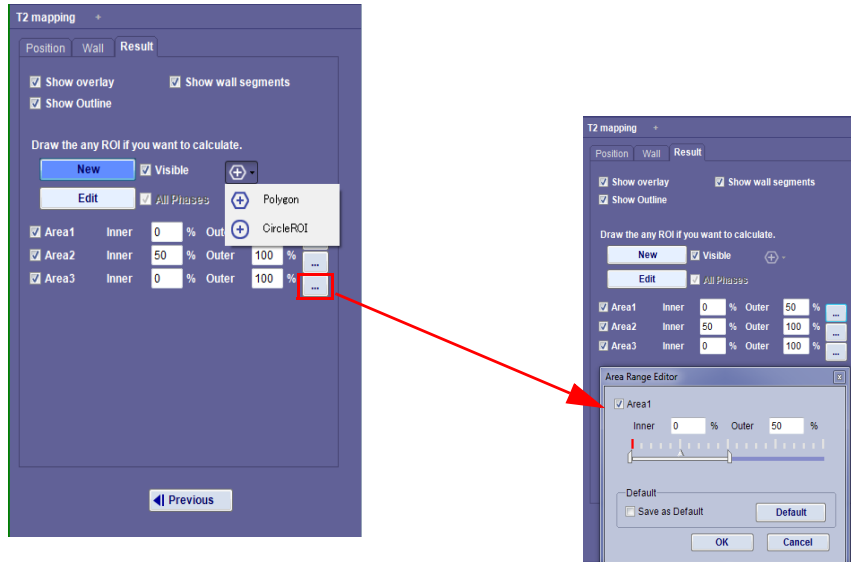 T2 mapping +
Position Wall Result
Show overlay Show wall segments
Show Outline
Draw the any ROI if you want to calculate.
New Visible
Edit All Phases
Polygon
CircleROI
Area1 Inner 0 % Out
Area2 Inner 50 % Outer 100 % ...
Area3 Inner 0 % Outer 100 % ...
Previous
T2 mapping +
Position Wall Result
Show overlay Show wall segments
Show Outline
Draw the any ROI if you want to calculate.
New Visible
Edit All Phases
Area1 Inner 0 % Outer 50 % ...
Area2 Inner 50 % Outer 100 % ...
Area3 Inner 0 % Outer 100 % ...
Area Range Editor
Area1
Inner 0 % Outer 50 %
Default
Save as Default Default
OK Cancel